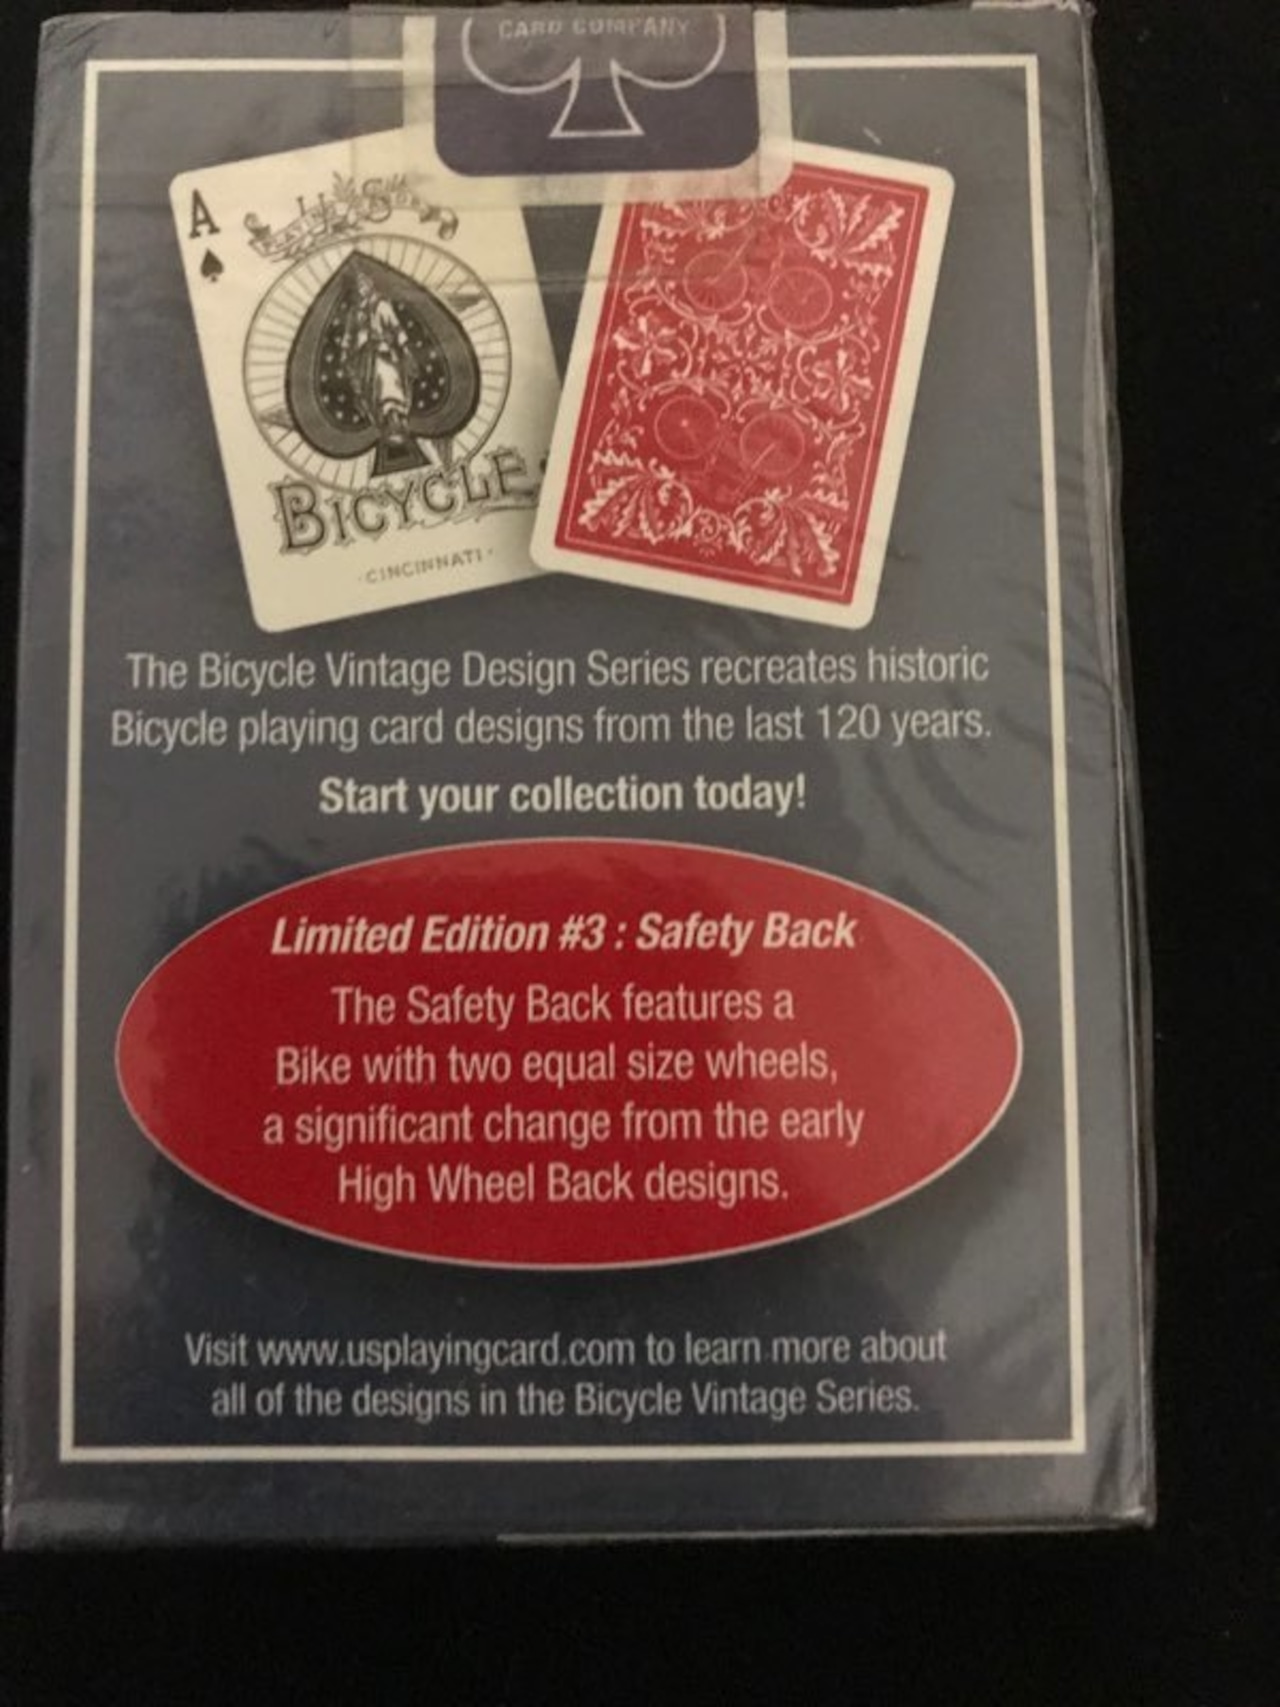 CARD COMPANY
A
BICYCLE
· CINCINNATI ·
The Bicycle Vintage Design Series recreates historic
Bicycle playing card designs from the last 120 years.
Start your collection today!
Limited Edition #3 : Safety Back
The Safety Back features a
Bike with two equal size wheels,
a significant change from the early
High Wheel Back designs.
Visit www.usplayingcard.com to learn more about
all of the designs in the Bicycle Vintage Series.